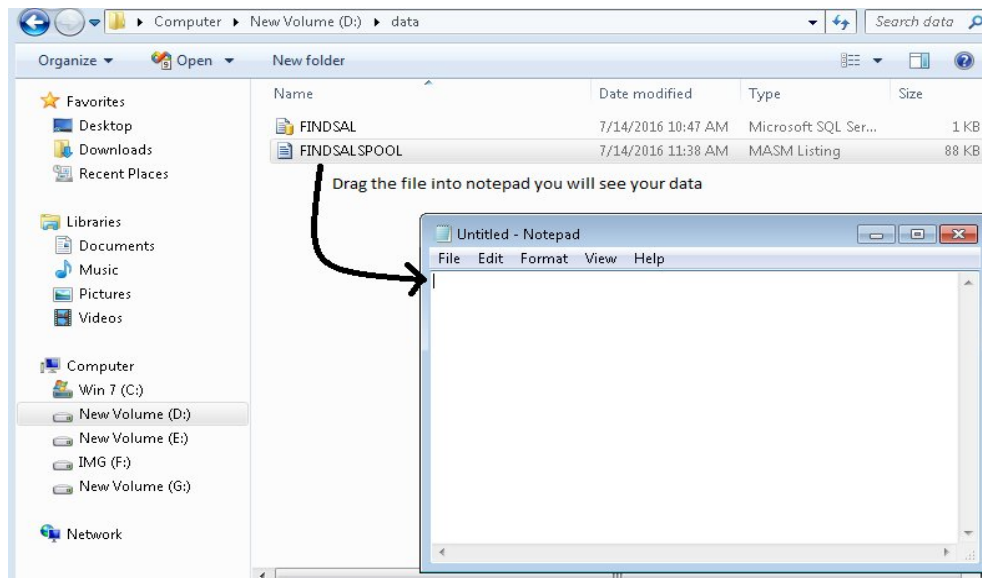 Computer New Volume (D:) data Search data
Organize Open New folder
Favorites
Desktop
Downloads
Recent Places
Libraries
Documents
Music
Pictures
Videos
Computer
Win 7 (C:)
New Volume (D:)
New Volume (E:)
IMG (F:)
New Volume (G:)
Network
Name Date modified Type Size
FINDSAL 7/14/2016 10:47 AM Microsoft SQL Ser... 1 KB
FINDSALSPOOL 7/14/2016 11:38 AM MASM Listing 88 KB
Drag the file into notepad you will see your data
Untitled - Notepad
File Edit Format View Help